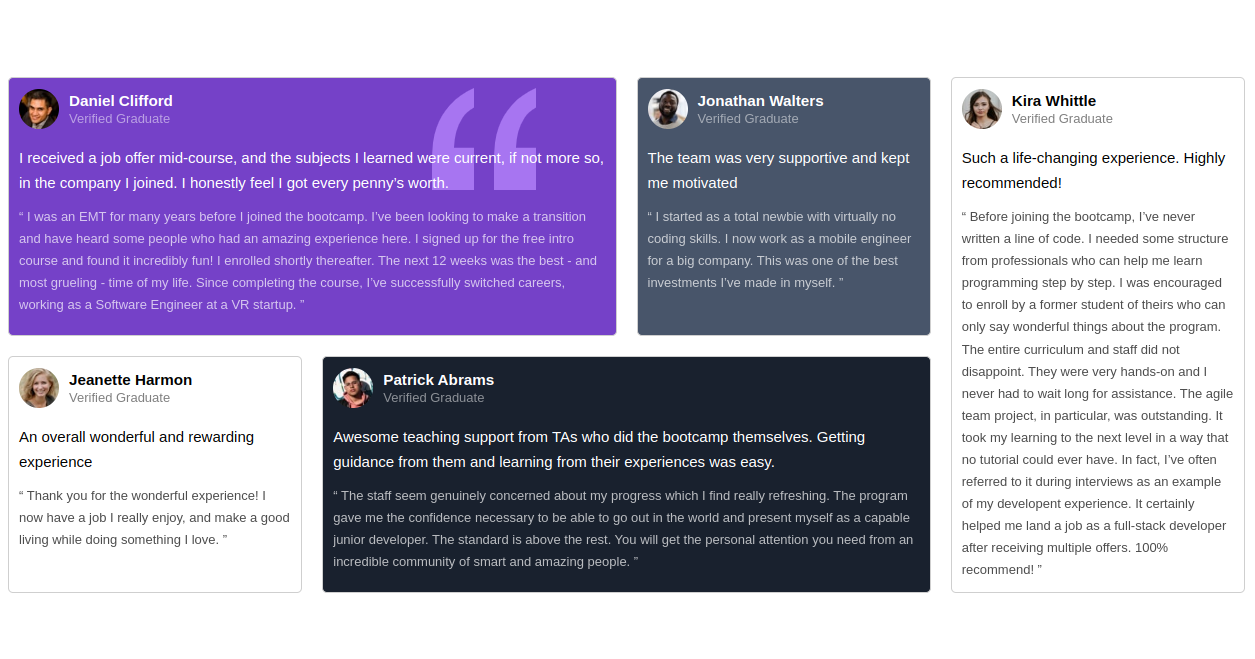 Daniel Clifford
Verified Graduate
I received a job offer mid-course, and the subjects I learned were current, if not more so,
in the company I joined. I honestly feel I got every penny’s worth.
“ I was an EMT for many years before I joined the bootcamp. I’ve been looking to make a transition
and have heard some people who had an amazing experience here. I signed up for the free intro
course and found it incredibly fun! I enrolled shortly thereafter. The next 12 weeks was the best - and
most grueling - time of my life. Since completing the course, I’ve successfully switched careers,
working as a Software Engineer at a VR startup. ”
Jonathan Walters
Verified Graduate
The team was very supportive and kept
me motivated
“ I started as a total newbie with virtually no
coding skills. I now work as a mobile engineer
for a big company. This was one of the best
investments I’ve made in myself. ”
Kira Whittle
Verified Graduate
Such a life-changing experience. Highly
recommended!
“ Before joining the bootcamp, I’ve never
written a line of code. I needed some structure
from professionals who can help me learn
programming step by step. I was encouraged
to enroll by a former student of theirs who can
only say wonderful things about the program.
The entire curriculum and staff did not
disappoint. They were very hands-on and I
never had to wait long for assistance. The agile
team project, in particular, was outstanding. It
took my learning to the next level in a way that
no tutorial could ever have. In fact, I’ve often
referred to it during interviews as an example
of my developent experience. It certainly
helped me land a job as a full-stack developer
after receiving multiple offers. 100%
recommend! ”
Jeanette Harmon
Verified Graduate
An overall wonderful and rewarding
experience
“ Thank you for the wonderful experience! I
now have a job I really enjoy, and make a good
living while doing something I love. ”
Patrick Abrams
Verified Graduate
Awesome teaching support from TAs who did the bootcamp themselves. Getting
guidance from them and learning from their experiences was easy.
“ The staff seem genuinely concerned about my progress which I find really refreshing. The program
gave me the confidence necessary to be able to go out in the world and present myself as a capable
junior developer. The standard is above the rest. You will get the personal attention you need from an
incredible community of smart and amazing people. ”